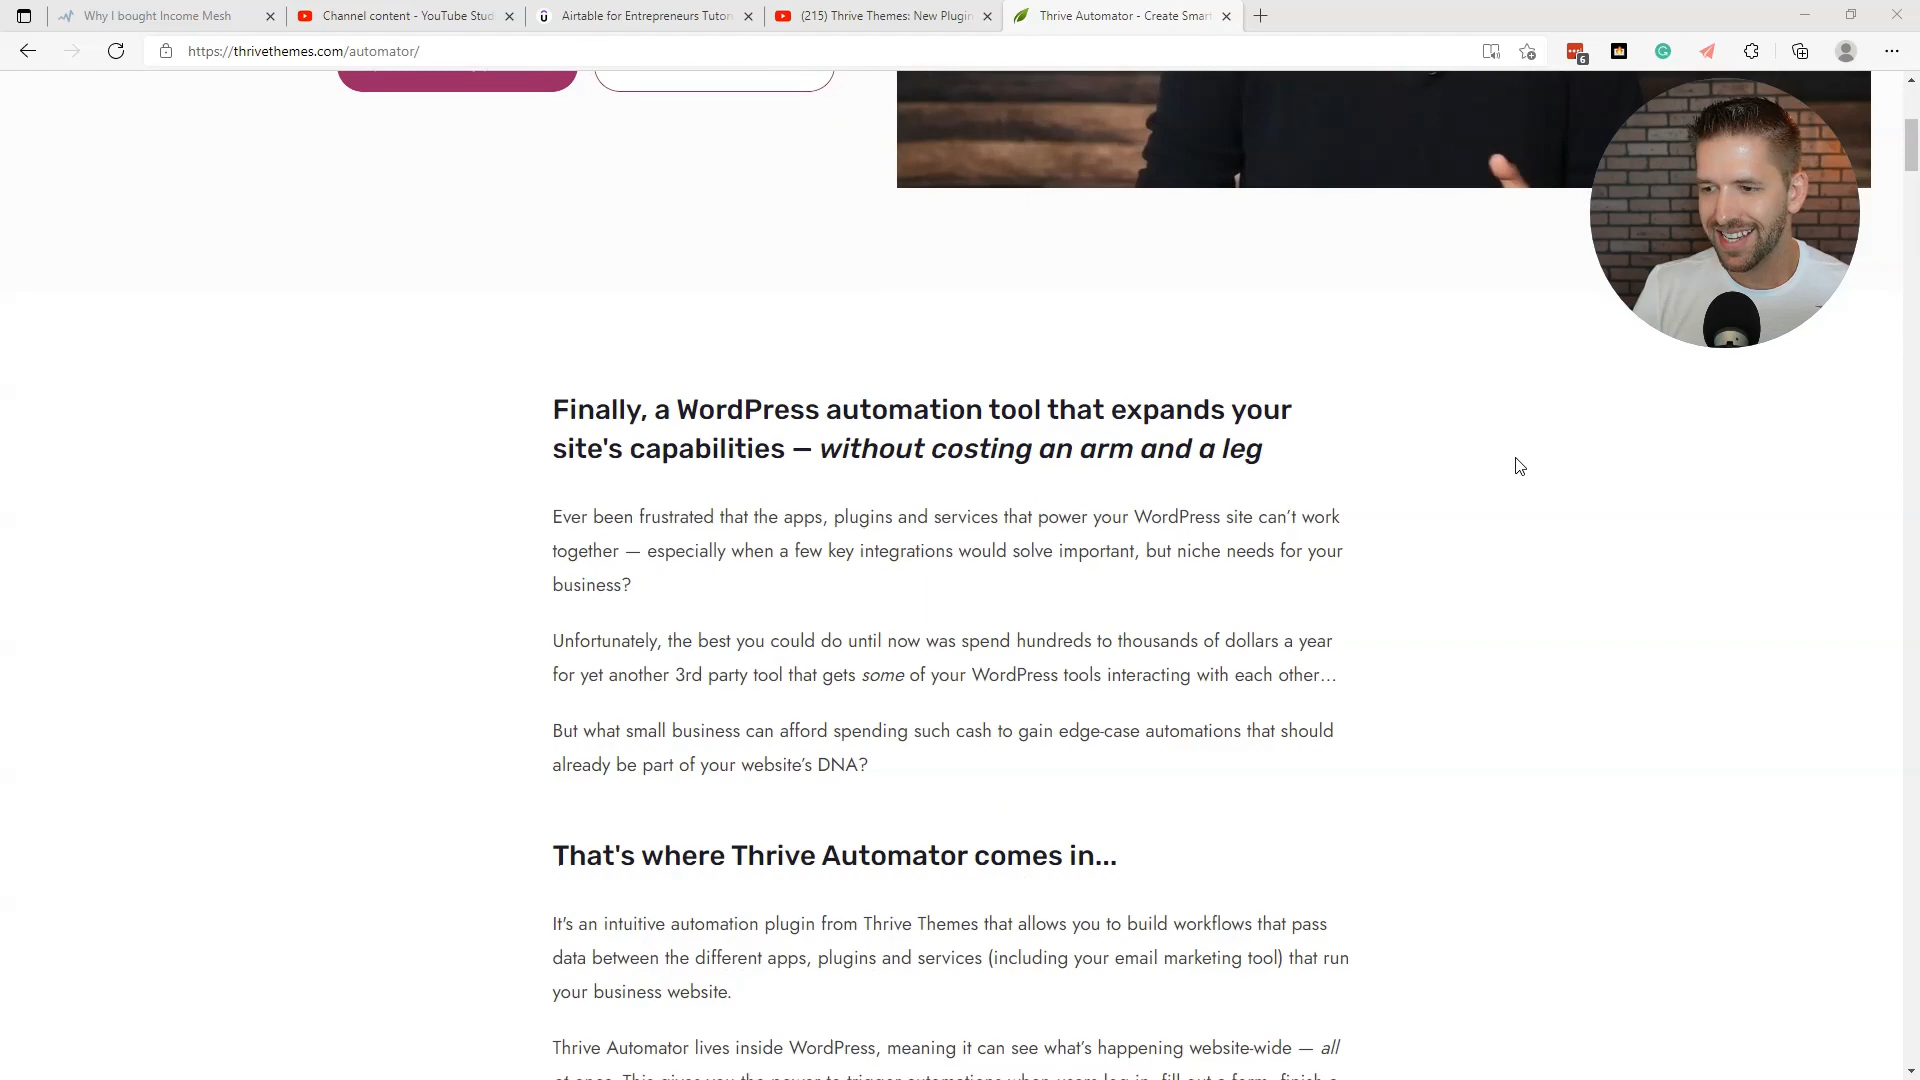 Why I bought Income Mesh
Channel content - YouTube Stud
Airtable for Entrepreneurs Tutor
(215) Thrive Themes: New Plugin
Thrive Automator - Create Smart
https://thrivethemes.com/automator/
6
Finally, a WordPress automation tool that expands your
site's capabilities — without costing an arm and a leg
Ever been frustrated that the apps, plugins and services that power your WordPress site can't work
together — especially when a few key integrations would solve important, but niche needs for your
business?
Unfortunately, the best you could do until now was spend hundreds to thousands of dollars a year
for yet another 3rd party tool that gets some of your WordPress tools interacting with each other...
But what small business can afford spending such cash to gain edge-case automations that should
already be part of your website's DNA?
That's where Thrive Automator comes in...
It's an intuitive automation plugin from Thrive Themes that allows you to build workflows that pass
data between the different apps, plugins and services (including your email marketing tool) that run
your business website.
Thrive Automator lives inside WordPress, meaning it can see what's happening website-wide — all